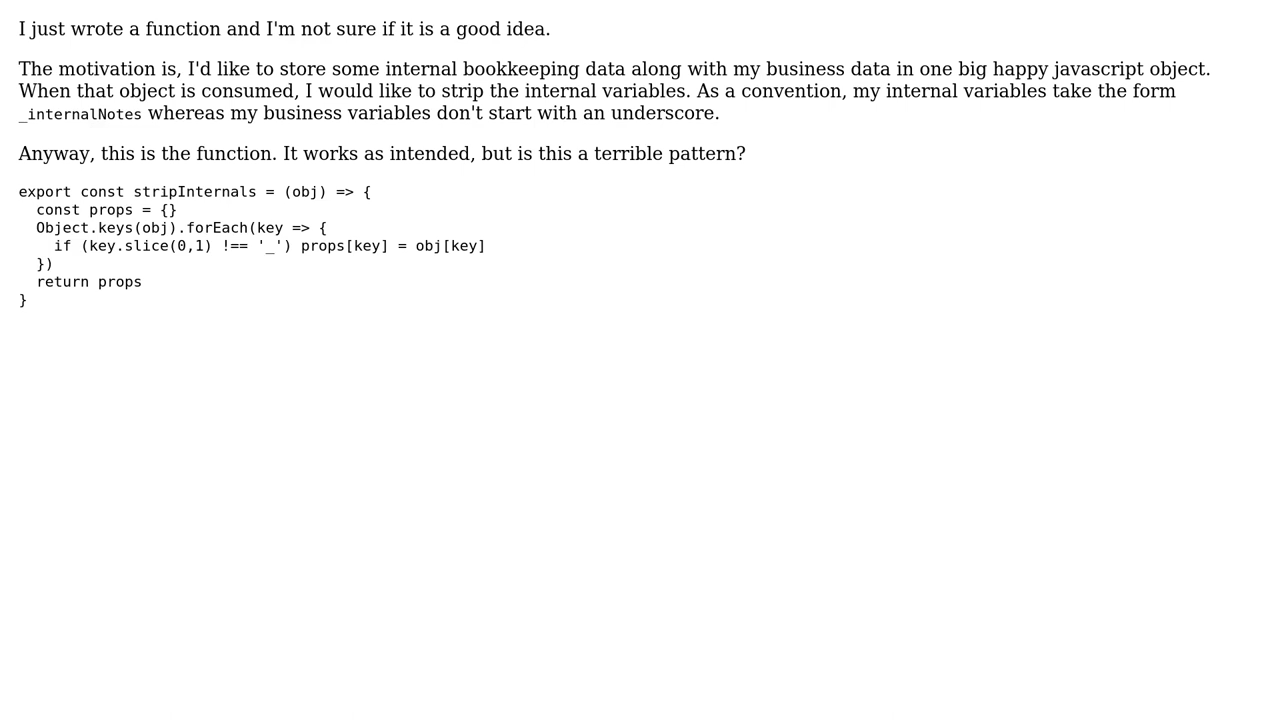 I just wrote a function and I'm not sure if it is a good idea.
The motivation is, I'd like to store some internal bookkeeping data along with my business data in one big happy javascript object.
When that object is consumed, I would like to strip the internal variables. As a convention, my internal variables take the form
_internalNotes whereas my business variables don't start with an underscore.
Anyway, this is the function. It works as intended, but is this a terrible pattern?
export const stripInternals = (obj) => {
  const props = {}
  Object.keys(obj).forEach(key => {
    if (key.slice(0,1) !== '_') props[key] = obj[key]
  })
  return props
}